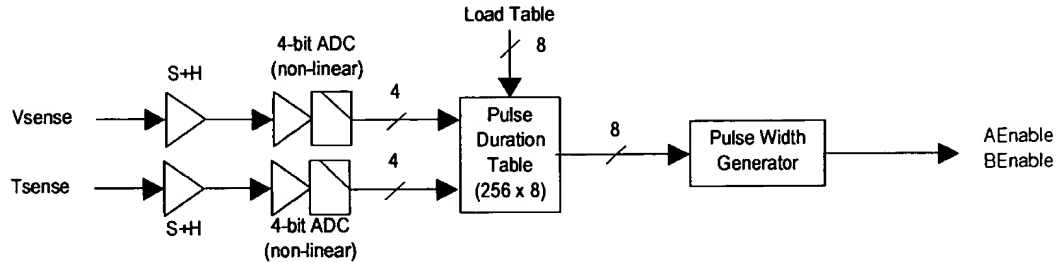 Load Table
8
4-bit ADC
(non-linear)
S+H
Vsense
4
Pulse
Duration
Table
(256 x 8)
8
Pulse Width
Generator
AEnable
BEnable
Tsense
4
S+H
4-bit ADC
(non-linear)